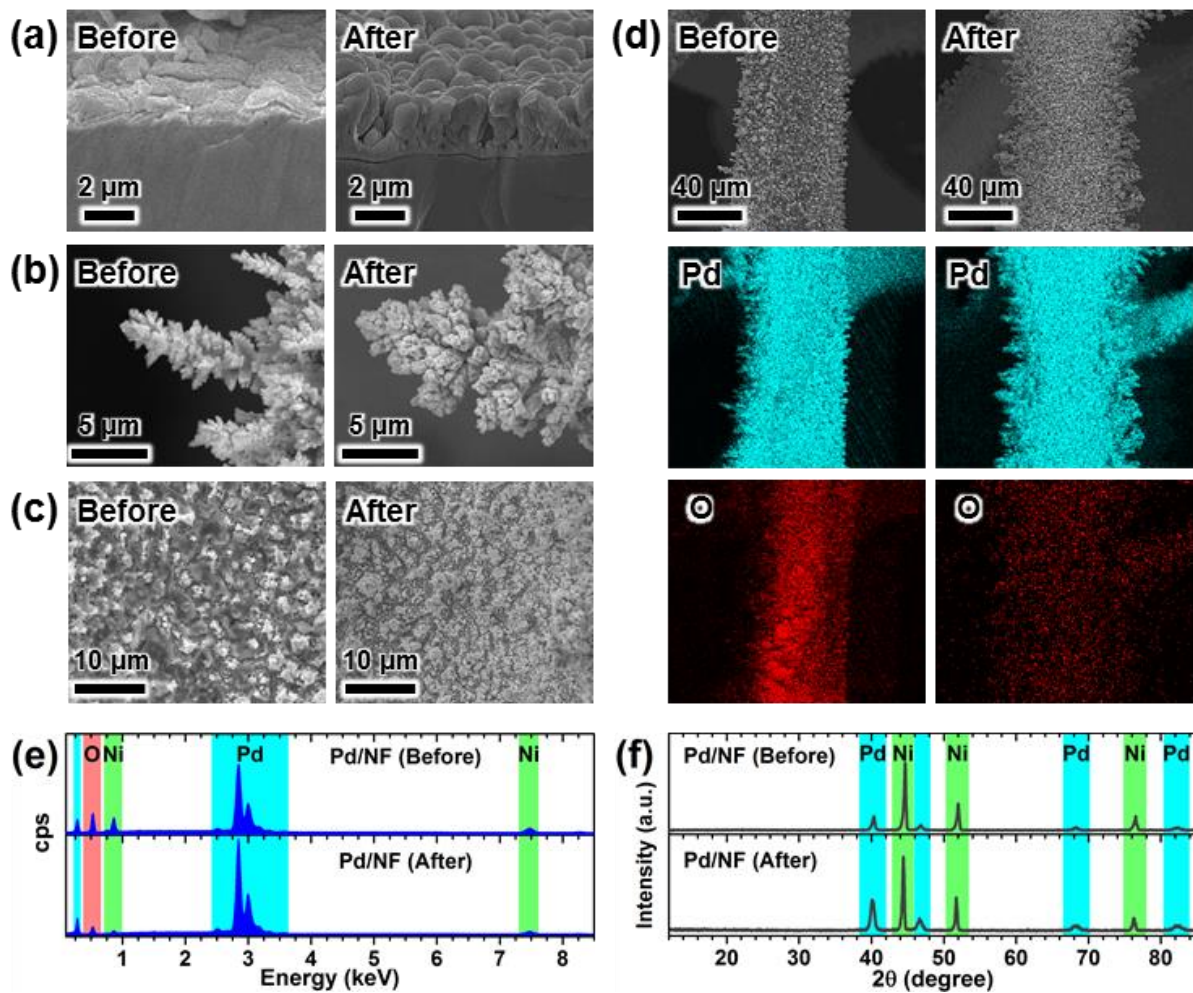 (a)
Before
2 µm
After
2 µm
(b)
Before
5 µm
After
5 µm
(c)
Before
10 µm
After
10 µm
(d)
Before
40 µm
After
40 µm
Pd
Pd
O
O
(e)
O Ni Pd Ni
Pd/NF (Before)
Pd/NF (After)
cps
1 2 3 4 5 6 7 8
Energy (keV)
(f)
Pd Ni Ni Pd Ni Pd
Pd/NF (Before)
Pd/NF (After)
Intensity (a.u.)
20 30 40 50 60 70 80
2θ (degree)